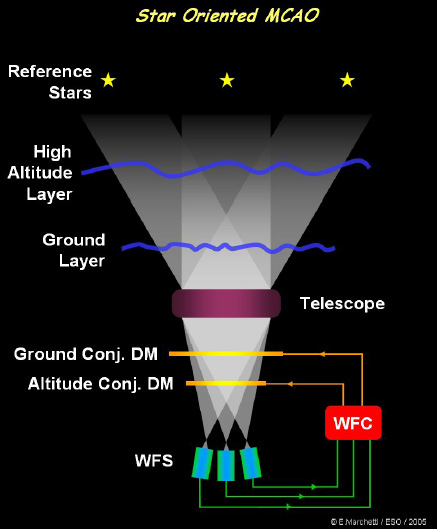 Star Oriented MCAO
Reference
Stars
High
Altitude
Layer
Ground
Layer
Telescope
Ground Conj. DM
Altitude Conj. DM
WFC
WFS
© E.Marchetti / ESO / 2005